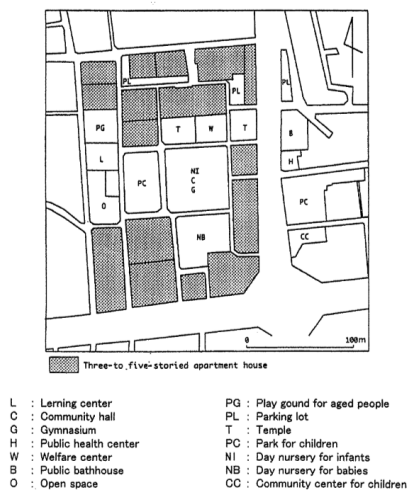 PL
PL
PL
PG
T
W
T
B
L
H
PC
NI
C
G
PC
O
NB
CC
0 100m
Three-to five-storied apartment house
L : Lerning center
C : Community hall
G : Gymnasium
H : Public health center
W : Welfare center
B : Public bathhouse
O : Open space
PG : Play gound for aged people
PL : Parking lot
T : Temple
PC : Park for children
NI : Day nursery for infants
NB : Day nursery for babies
CC : Community center for children